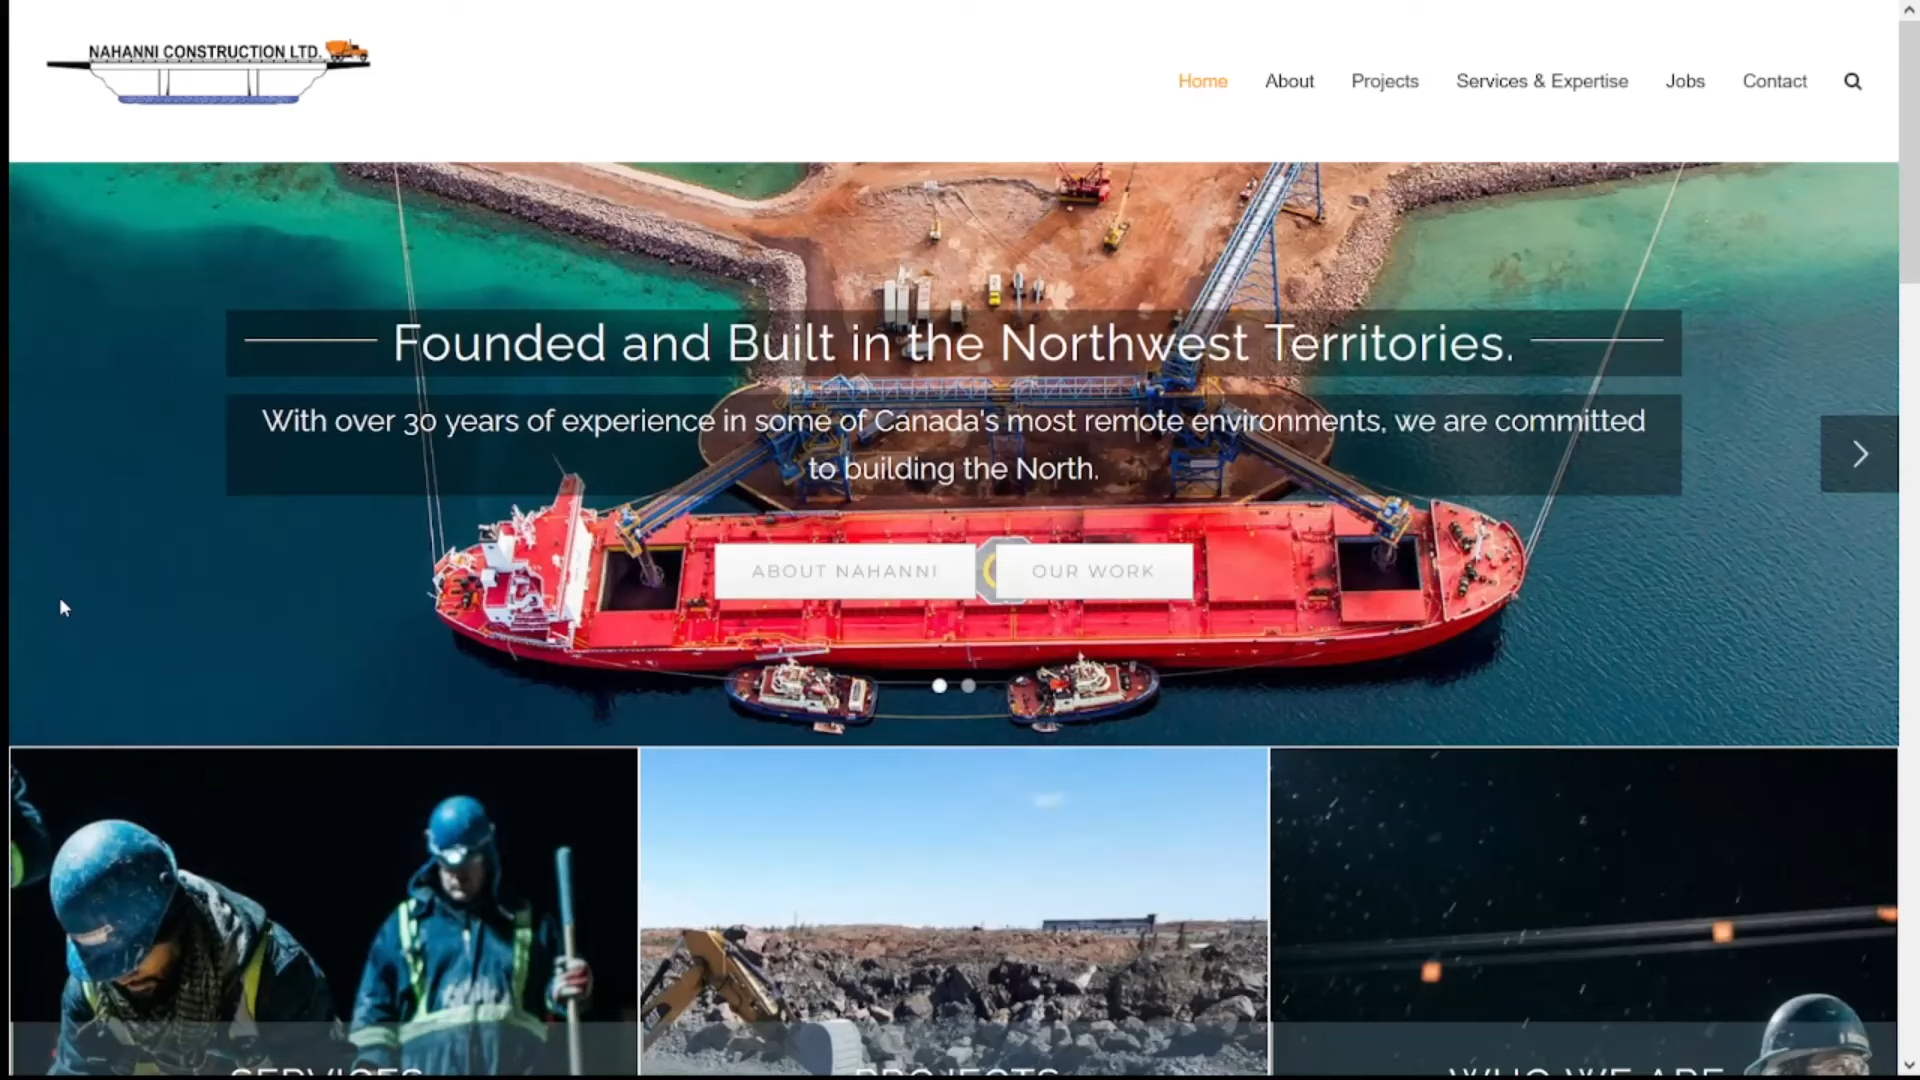 NAHANNI CONSTRUCTION LTD.
Home About Projects Services & Expertise Jobs Contact
Founded and Built in the Northwest Territories.
With over 30 years of experience in some of Canada's most remote environments, we are committed
to building the North.
ABOUT NAHANNI OUR WORK
SERVICES PROJECTS WHO WE ARE